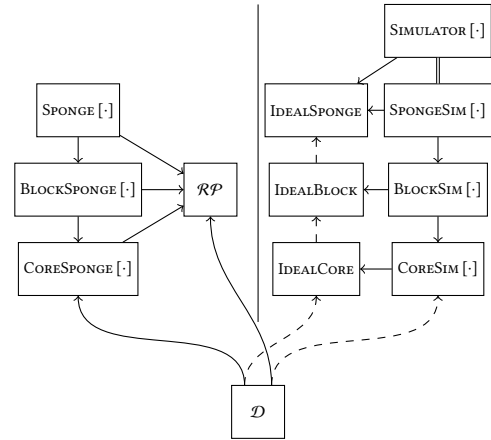 SIMULATOR [·]
SPONGE [·]
IDEALSPONGE
SPONGESIM [·]
BLOCKSPONGE [·]
RP
IDEALBLOCK
BLOCKSIM [·]
CORESPONGE [·]
IDEALCORE
CORESIM [·]
D